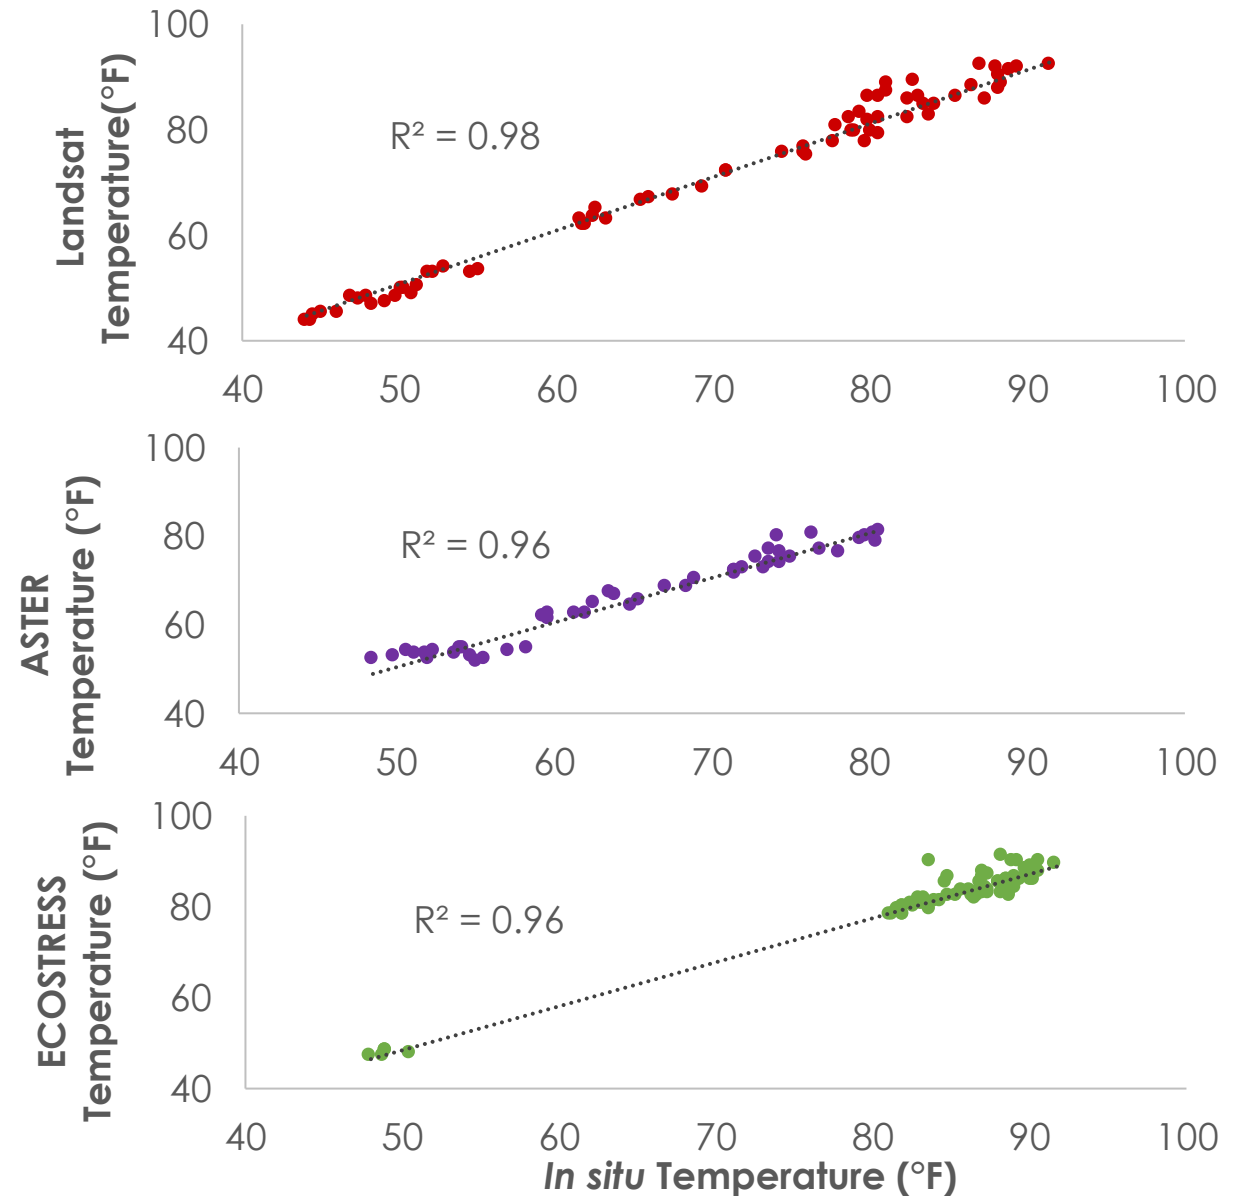 100
80
60
40
Landsat
Temperature(°F)
R² = 0.98
40 50 60 70 80 90 100
100
80
60
40
ASTER
Temperature (°F)
R² = 0.96
40 50 60 70 80 90 100
100
80
60
40
ECOSTRESS
Temperature (°F)
R² = 0.96
40 50 60 70 80 90 100
In situ Temperature (°F)